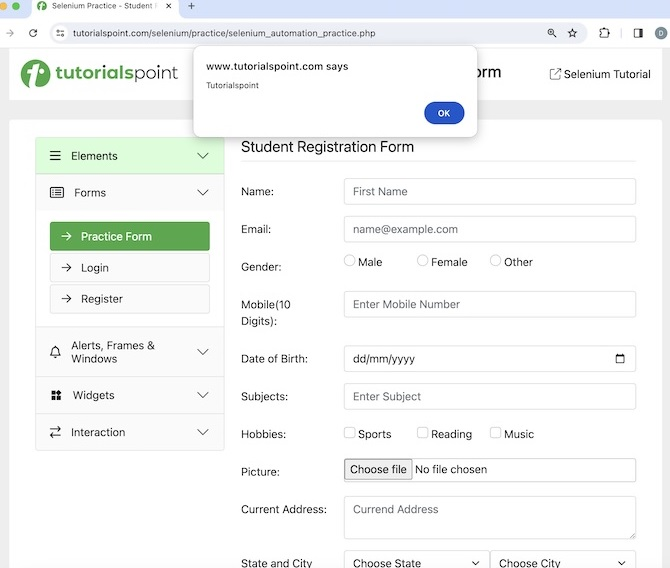 Selenium Practice - Student
tutorialspoint.com/selenium/practice/selenium_automation_practice.php
D
tutorialspoint
orm
Selenium Tutorial
www.tutorialspoint.com says
Tutorialspoint
OK
Elements
Forms
Practice Form
Login
Register
Alerts, Frames &
Windows
Widgets
Interaction
Student Registration Form
Name:
First Name
Email:
name@example.com
Gender:
Male Female Other
Mobile(10
Digits):
Enter Mobile Number
Date of Birth:
dd/mm/yyyy
Subjects:
Enter Subject
Hobbies:
Sports Reading Music
Picture:
Choose file No file chosen
Current Address:
Currend Address
State and City
Choose State Choose City